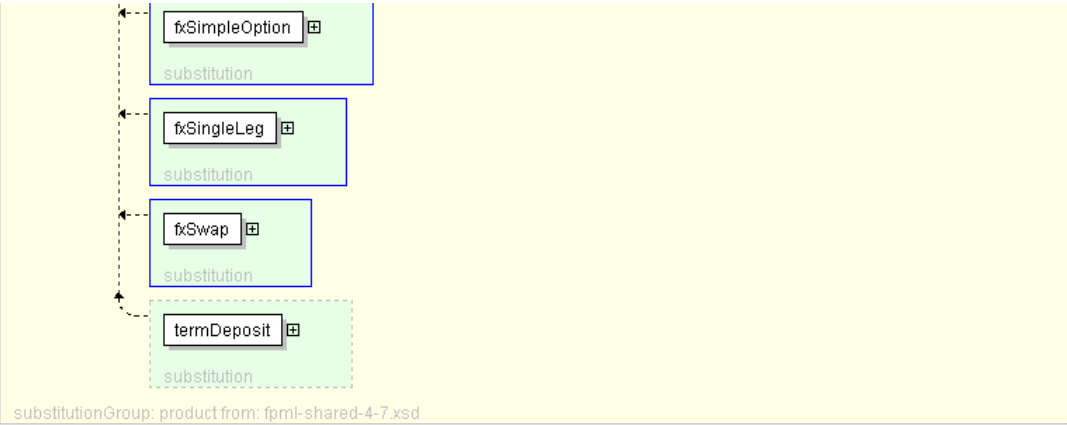 fxSimpleOption
substitution
fxSingleLeg
substitution
fxSwap
substitution
termDeposit
substitution
substitutionGroup: product from: fpml-shared-4-7.xsd